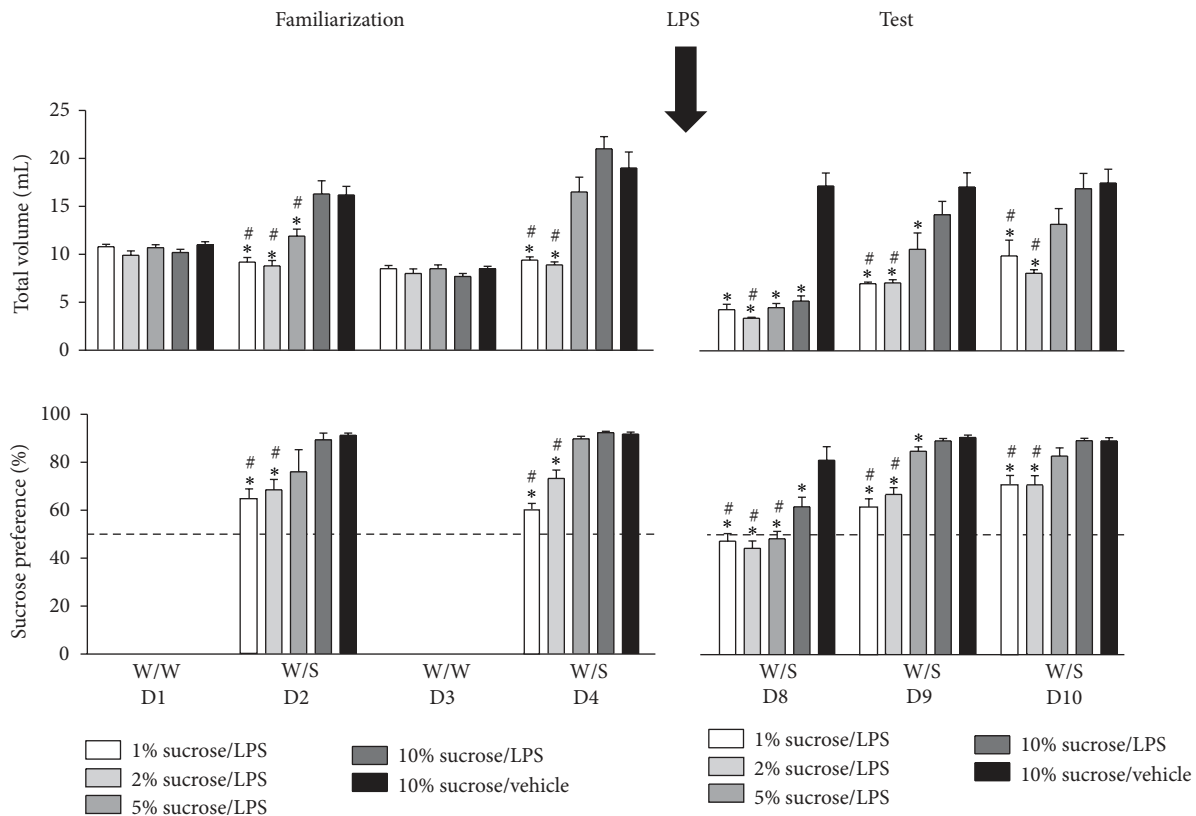 Familiarization
LPS
Test
Total volume (mL)
25
20
15
10
5
0
# # #
* * *
# #
* *
#
* * * *
# #
* * *
# #
* *
Sucrose preference (%)
100
80
60
40
20
0
# #
* *
# #
* *
# # #
* * * *
# #
* * *
# #
* *
W/W W/S W/W W/S W/S W/S W/S
D1 D2 D3 D4 D8 D9 D10
1% sucrose/LPS
2% sucrose/LPS
5% sucrose/LPS
10% sucrose/LPS
10% sucrose/vehicle
1% sucrose/LPS
2% sucrose/LPS
5% sucrose/LPS
10% sucrose/LPS
10% sucrose/vehicle